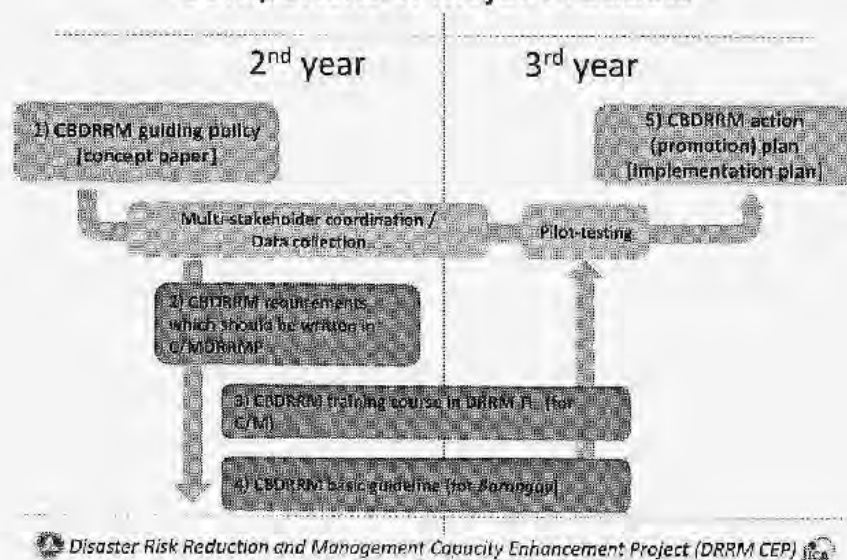 2nd year
3rd year
1) CBDRRM guiding policy
[concept paper]
5) CBDRRM action
(promotion) plan
[implementation plan]
Multi-stakeholder coordination /
Data collection
Pilot-testing
2) CBDRRM requirements
which should be written in
C/MDRRMP
3) CBDRRM training course in DRRM (for
C/M)
4) CBDRRM basic guideline (for Barangay)
Disaster Risk Reduction and Management Capacity Enhancement Project (DRRM CEP)